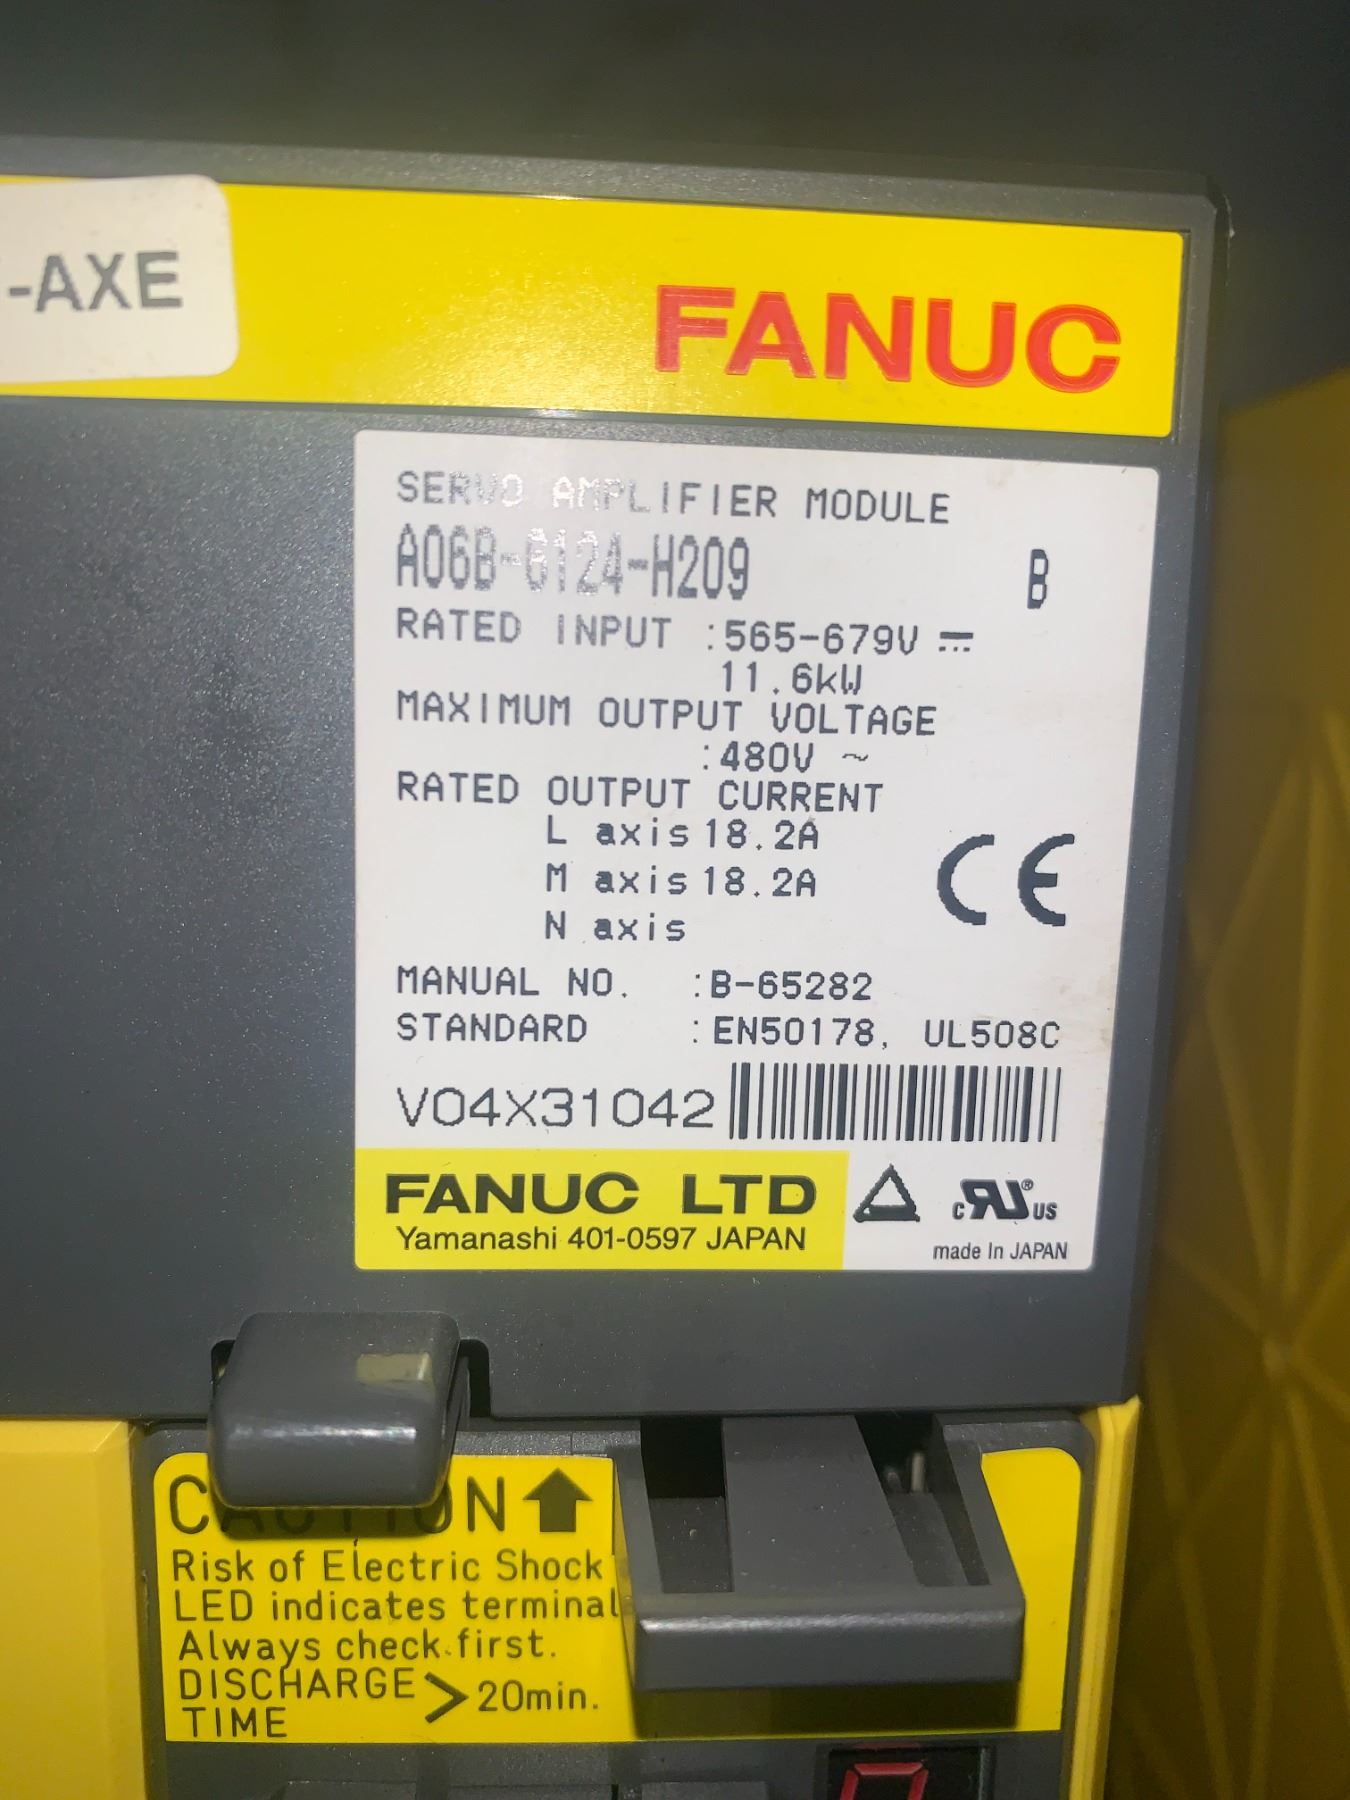 -AXE
FANUC
SERVO AMPLIFIER MODULE
A06B-6124-H209 B
RATED INPUT :565-679V ⎓
11.6kW
MAXIMUM OUTPUT VOLTAGE
:480V ~
RATED OUTPUT CURRENT
L axis 18.2A
M axis 18.2A
N axis
CE
MANUAL NO. :B-65282
STANDARD :EN50178, UL508C
V04X31042
FANUC LTD
Yamanashi 401-0597 JAPAN
c RU ® US
made In JAPAN
CAUTION
Risk of Electric Shock
LED indicates terminal
Always check first.
DISCHARGE
TIME > 20min.